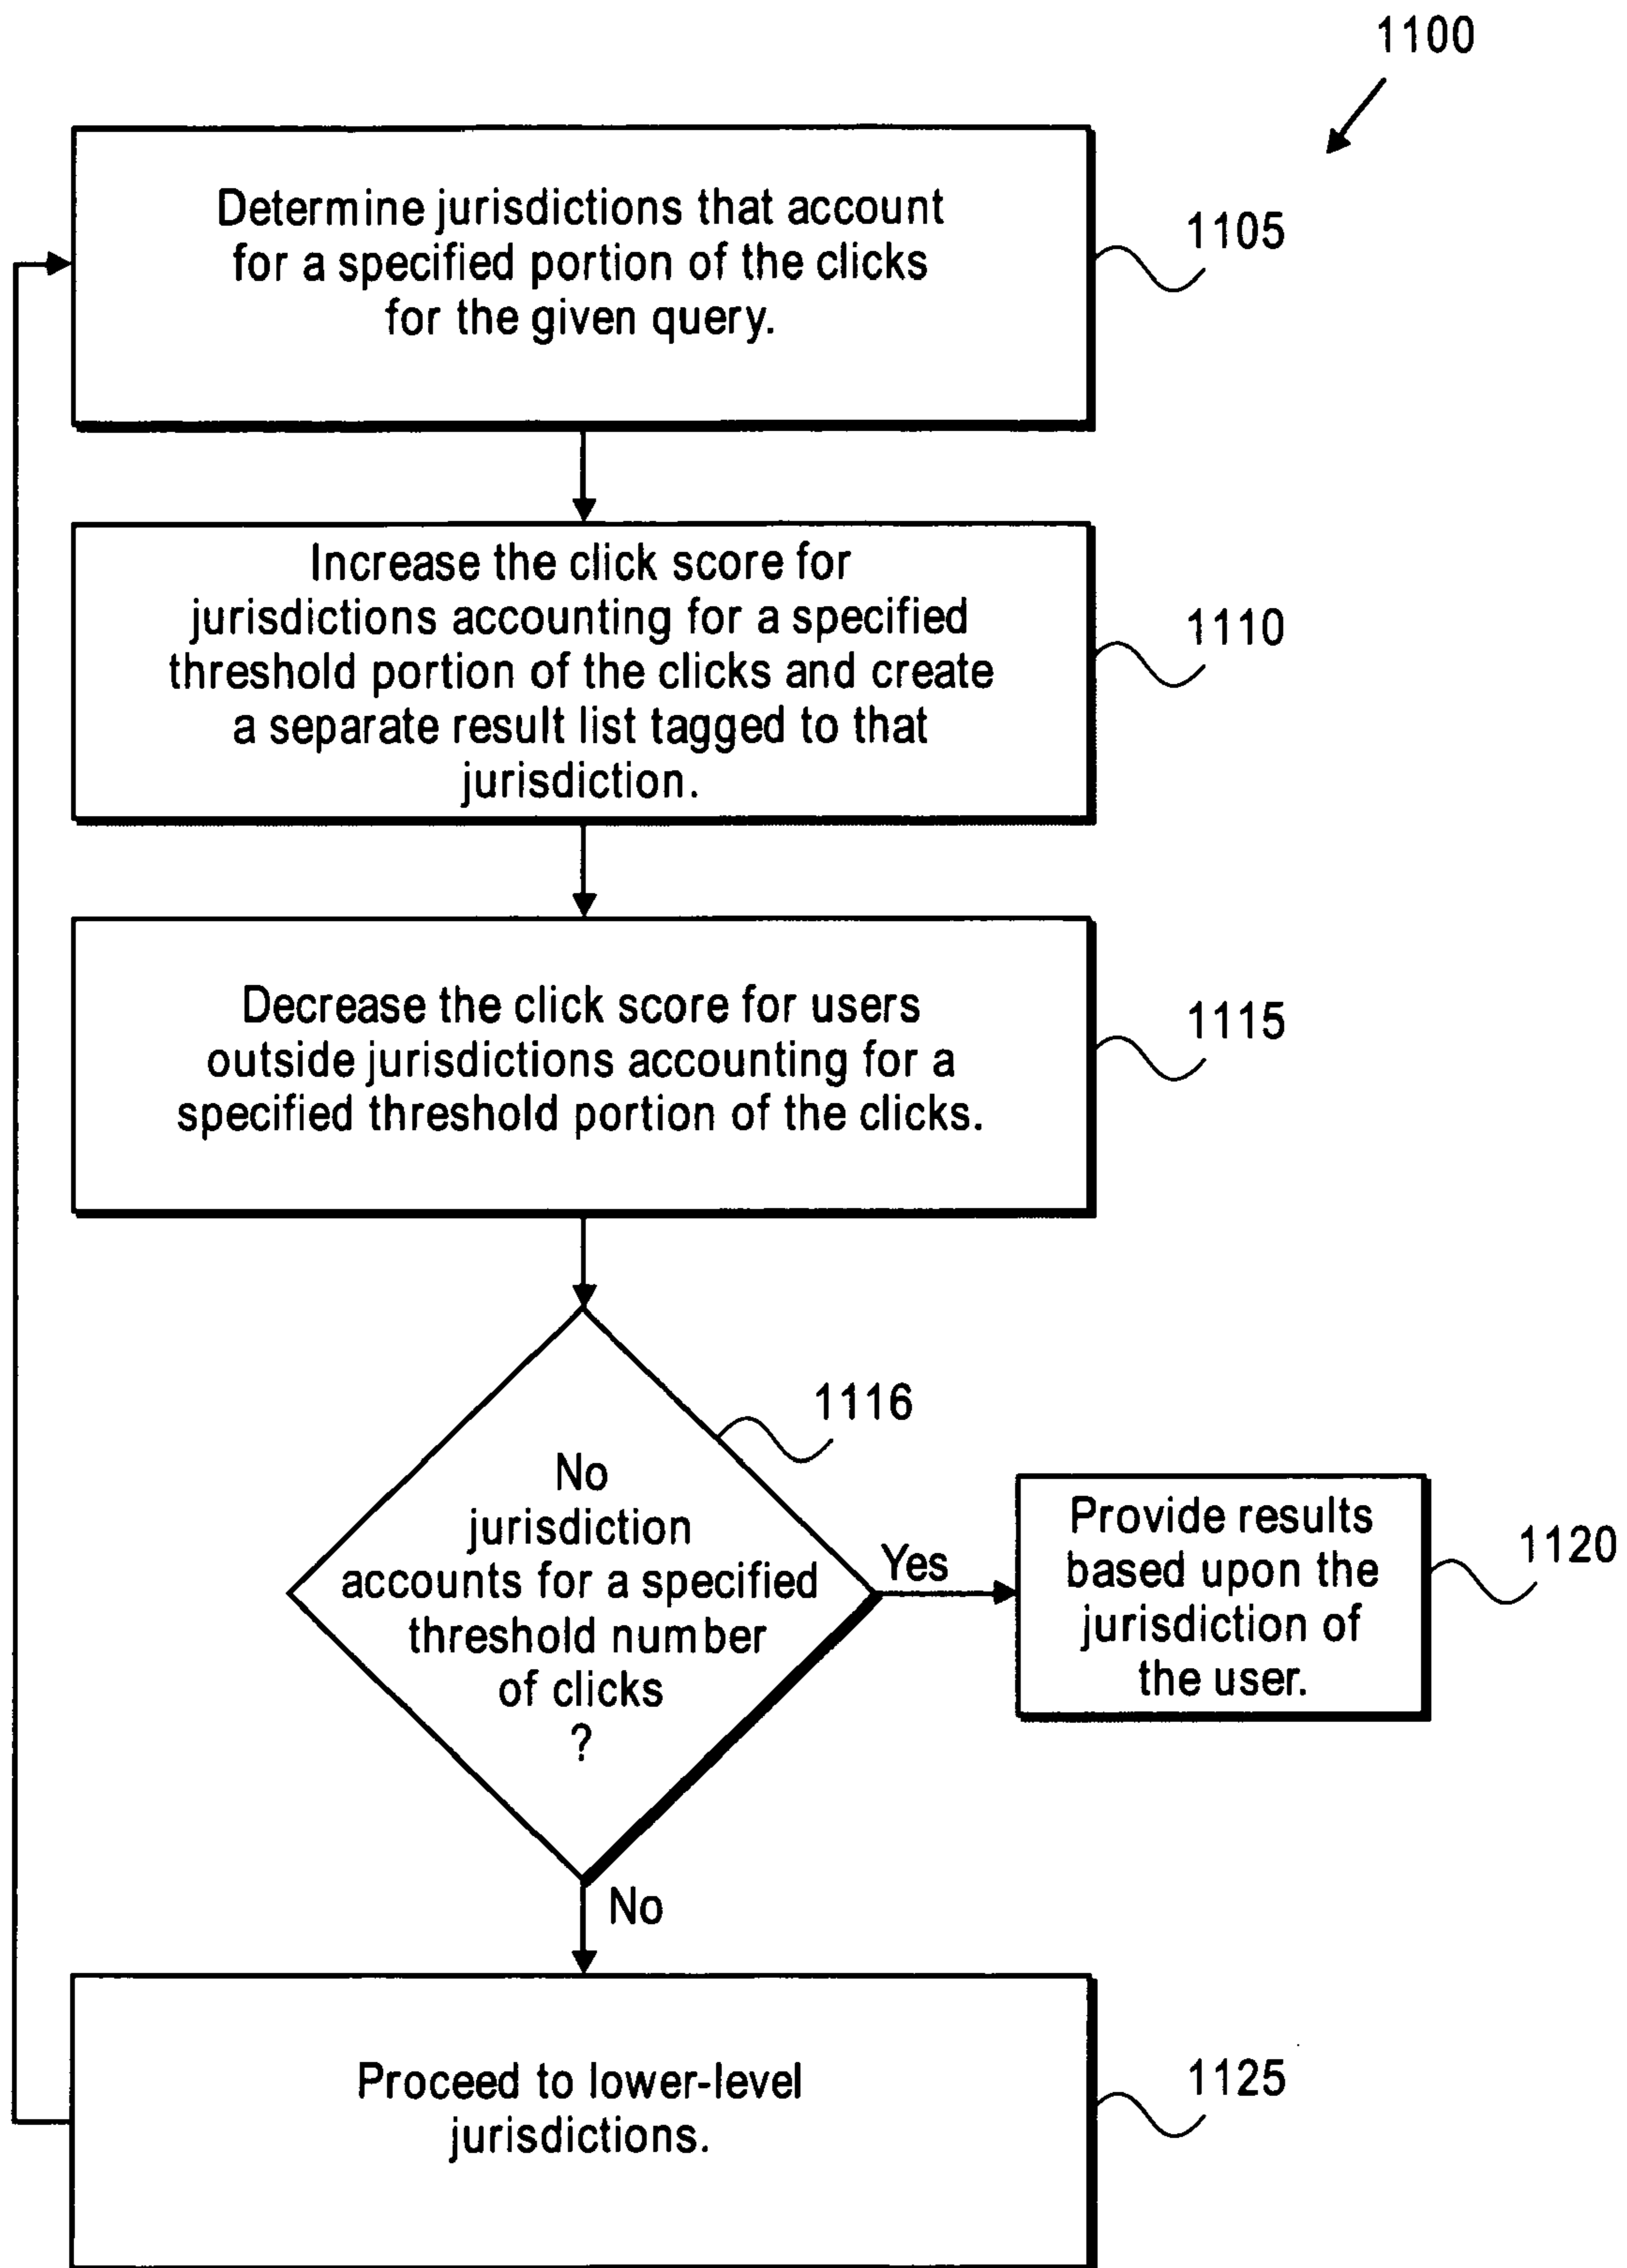 1100
Determine jurisdictions that account
for a specified portion of the clicks
for the given query.
1105
Increase the click score for
jurisdictions accounting for a specified
threshold portion of the clicks and create
a separate result list tagged to that
jurisdiction.
1110
Decrease the click score for users
outside jurisdictions accounting for a
specified threshold portion of the clicks.
1115
1116
No
jurisdiction
accounts for a specified
threshold number
of clicks
?
Yes
Provide results
based upon the
jurisdiction of
the user.
1120
No
Proceed to lower-level
jurisdictions.
1125